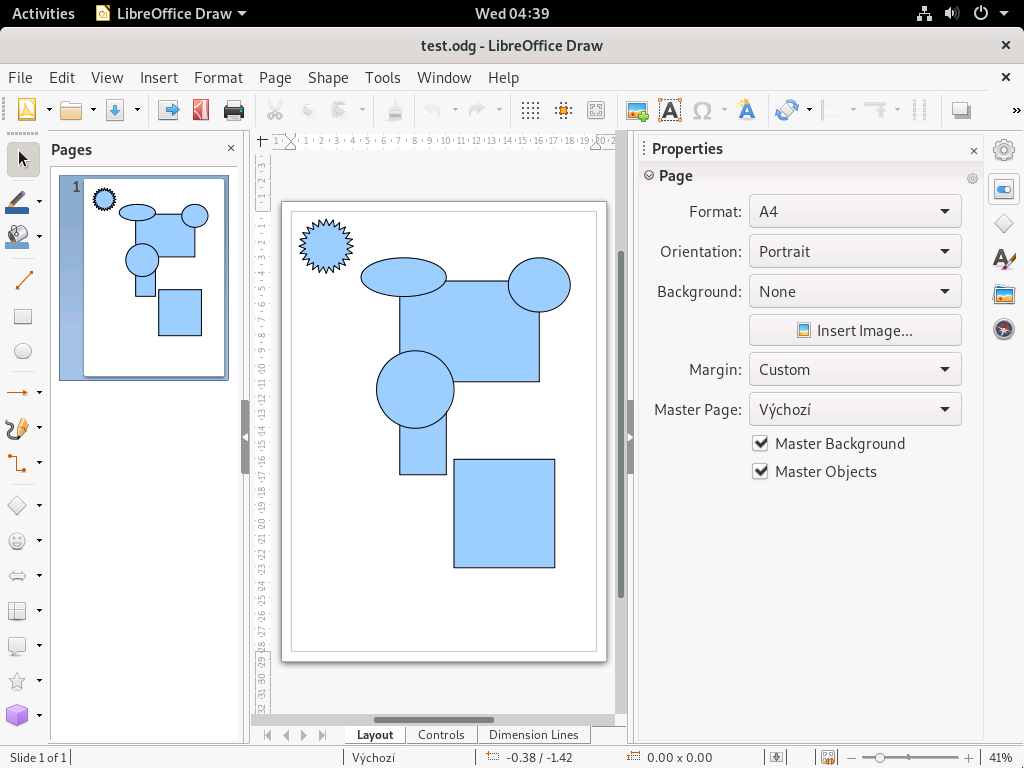 Activities LibreOffice Draw Wed 04:39
test.odg - LibreOffice Draw
File Edit View Insert Format Page Shape Tools Window Help
Pages
1
Properties
Page
Format: A4
Orientation: Portrait
Background: None
Insert Image...
Margin: Custom
Master Page: Výchozí
Master Background
Master Objects
Layout Controls Dimension Lines
Slide 1 of 1 Výchozí -0.38 / -1.42 0.00 x 0.00 41%